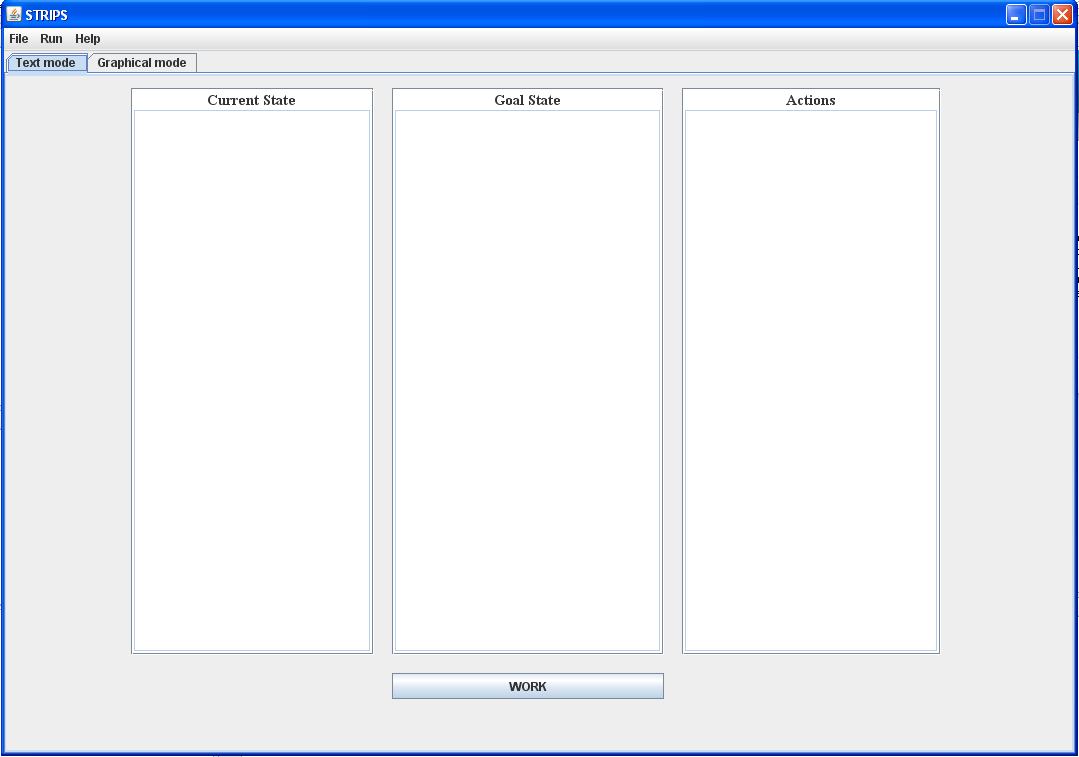 STRIPS
File Run Help
Text mode Graphical mode
Current State Goal State Actions
WORK